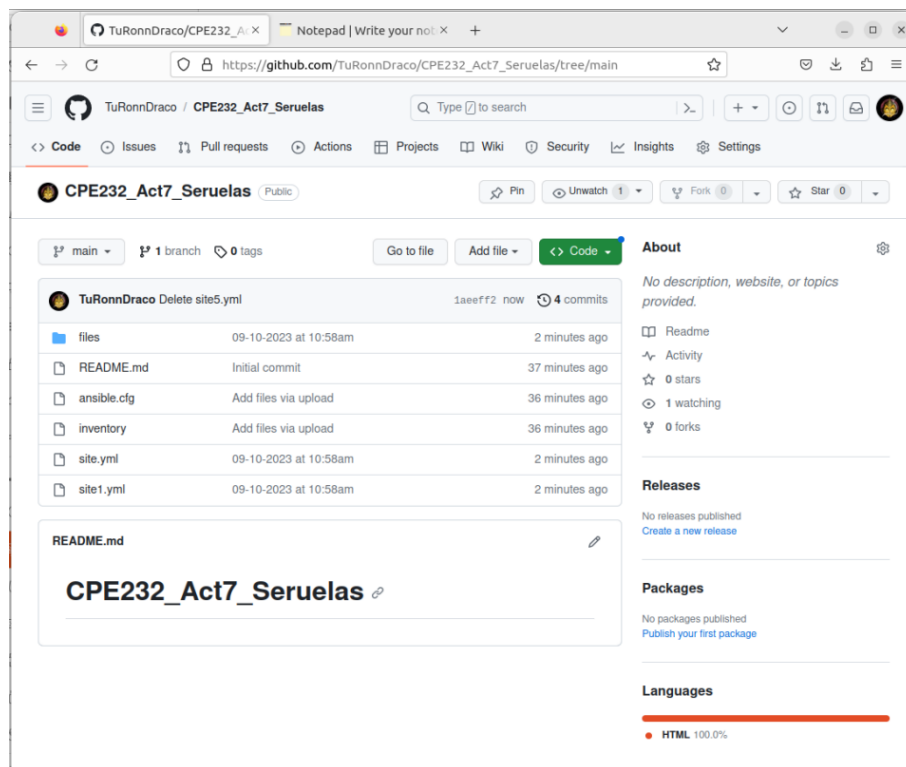 TuRonnDraco/CPE232_Ac
Notepad | Write your not
https://github.com/TuRonnDraco/CPE232_Act7_Seruelas/tree/main
TuRonnDraco / CPE232_Act7_Seruelas
Type / to search
Code Issues Pull requests Actions Projects Wiki Security Insights Settings
CPE232_Act7_Seruelas Public
Pin Unwatch 1 Fork 0 Star 0
main 1 branch 0 tags Go to file Add file Code
TuRonnDraco Delete site5.yml 1aeeff2 now 4 commits
files 09-10-2023 at 10:58am 2 minutes ago
README.md Initial commit 37 minutes ago
ansible.cfg Add files via upload 36 minutes ago
inventory Add files via upload 36 minutes ago
site.yml 09-10-2023 at 10:58am 2 minutes ago
site1.yml 09-10-2023 at 10:58am 2 minutes ago
README.md
CPE232_Act7_Seruelas
About
No description, website, or topics
provided.
Readme
Activity
0 stars
1 watching
0 forks
Releases
No releases published
Create a new release
Packages
No packages published
Publish your first package
Languages
HTML 100.0%